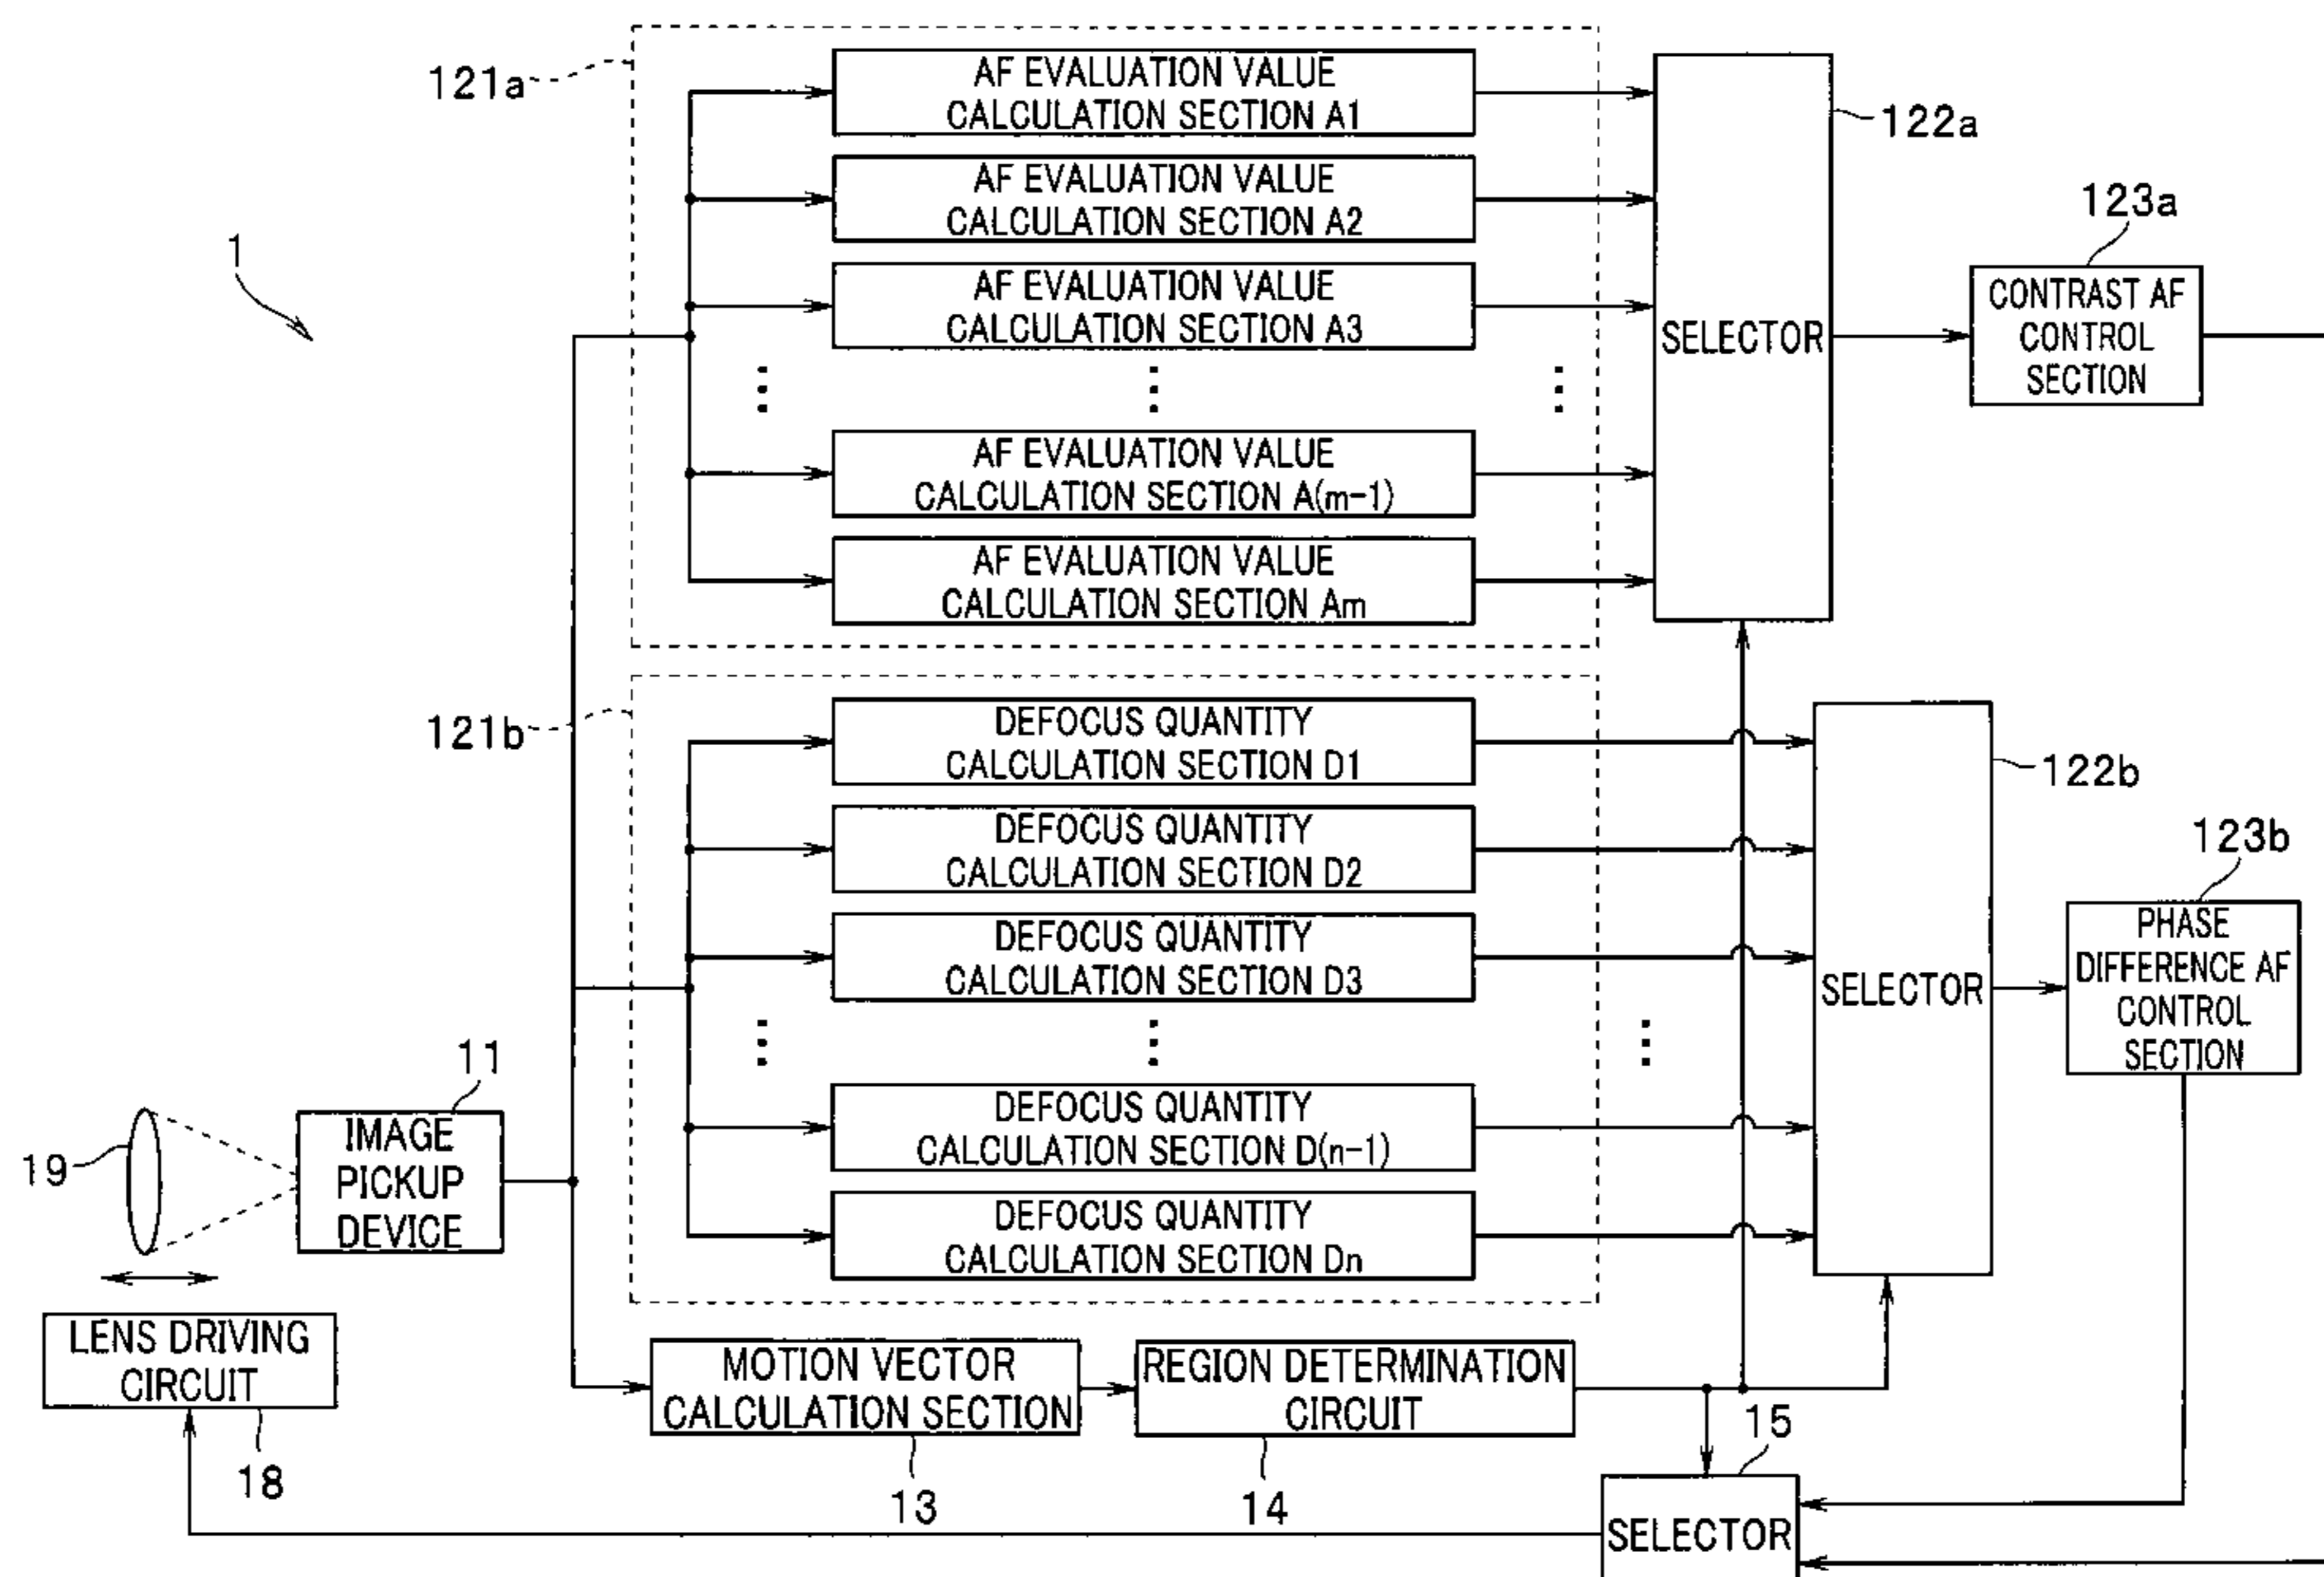 121a
AF EVALUATION VALUE
CALCULATION SECTION A1
122a
AF EVALUATION VALUE
CALCULATION SECTION A2
123a
1
AF EVALUATION VALUE
CALCULATION SECTION A3
SELECTOR
CONTRAST AF
CONTROL
SECTION
AF EVALUATION VALUE
CALCULATION SECTION A(m-1)
AF EVALUATION VALUE
CALCULATION SECTION Am
121b
DEFOCUS QUANTITY
CALCULATION SECTION D1
122b
DEFOCUS QUANTITY
CALCULATION SECTION D2
123b
DEFOCUS QUANTITY
CALCULATION SECTION D3
SELECTOR
PHASE
DIFFERENCE AF
CONTROL
SECTION
11
IMAGE
PICKUP
DEVICE
19
DEFOCUS QUANTITY
CALCULATION SECTION D(n-1)
DEFOCUS QUANTITY
CALCULATION SECTION Dn
LENS DRIVING
CIRCUIT
18
MOTION VECTOR
CALCULATION SECTION
13
REGION DETERMINATION
CIRCUIT
14
15
SELECTOR